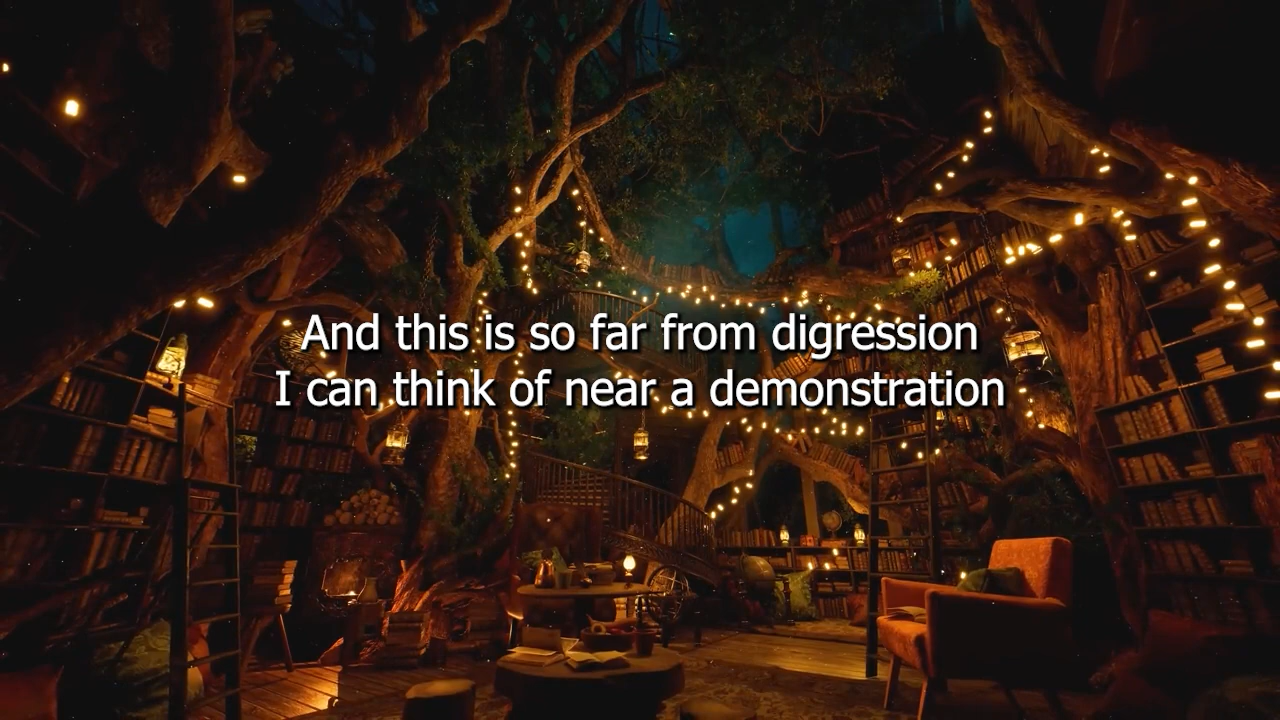 And this is so far from digression
I can think of near a demonstration